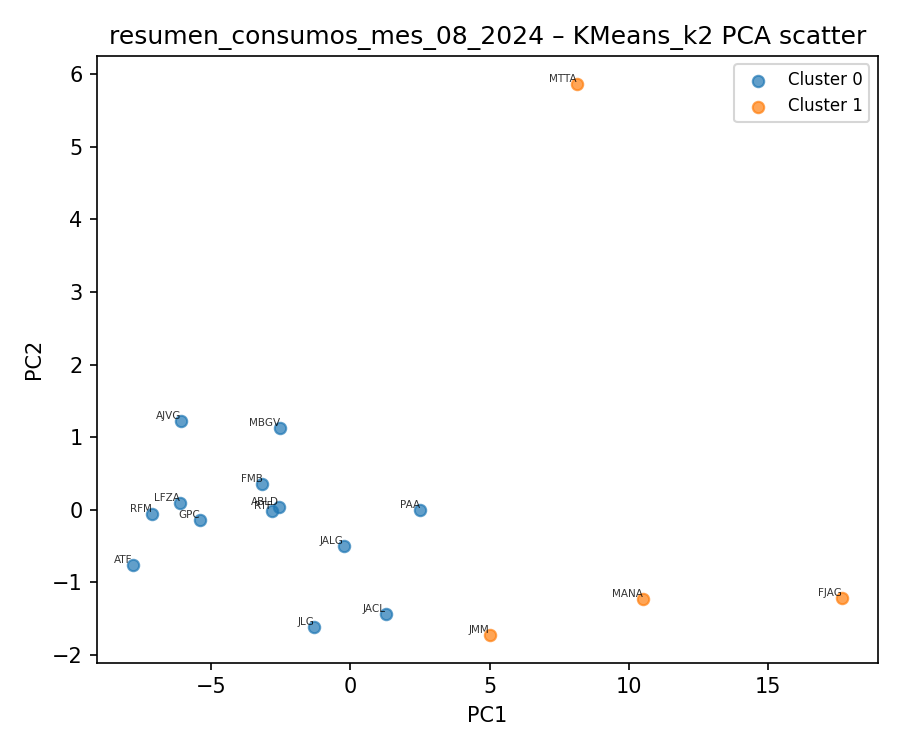 resumen_consumos_mes_08_2024 – KMeans_k2 PCA scatter
Cluster 0
Cluster 1
MTTA
AJVG
MBGV
FMB
LFZA
ABLD
RFM
GPC
PAA
JALG
ATF
JACL
JLG
JMM
MANA
FJAG
6
5
4
3
2
1
0
−1
−2
PC2
−5
0
5
10
15
PC1